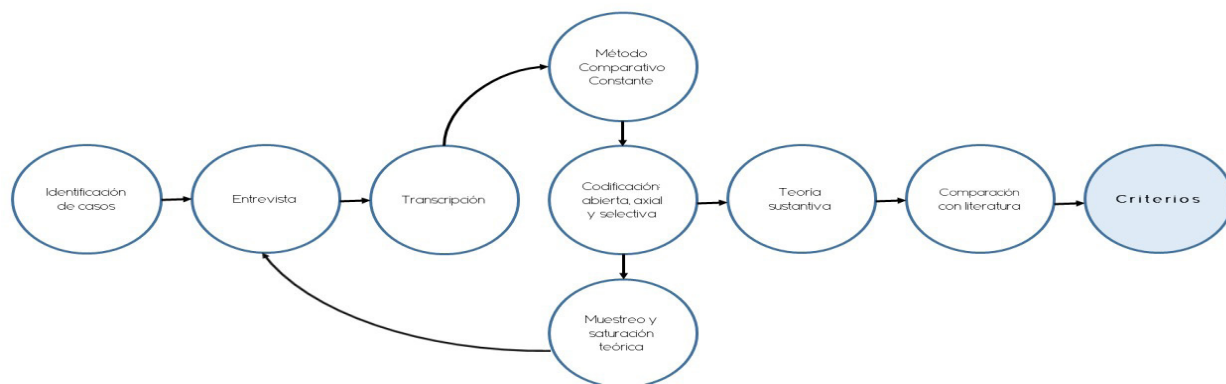 Identificación
de casos
Entrevista
Transcripción
Método
Comparativo
Constante
Codificación:
abierta, axial
y selectiva
Muestreo y
saturación
teórica
Teoría
sustantiva
Comparación
con literatura
Criterios